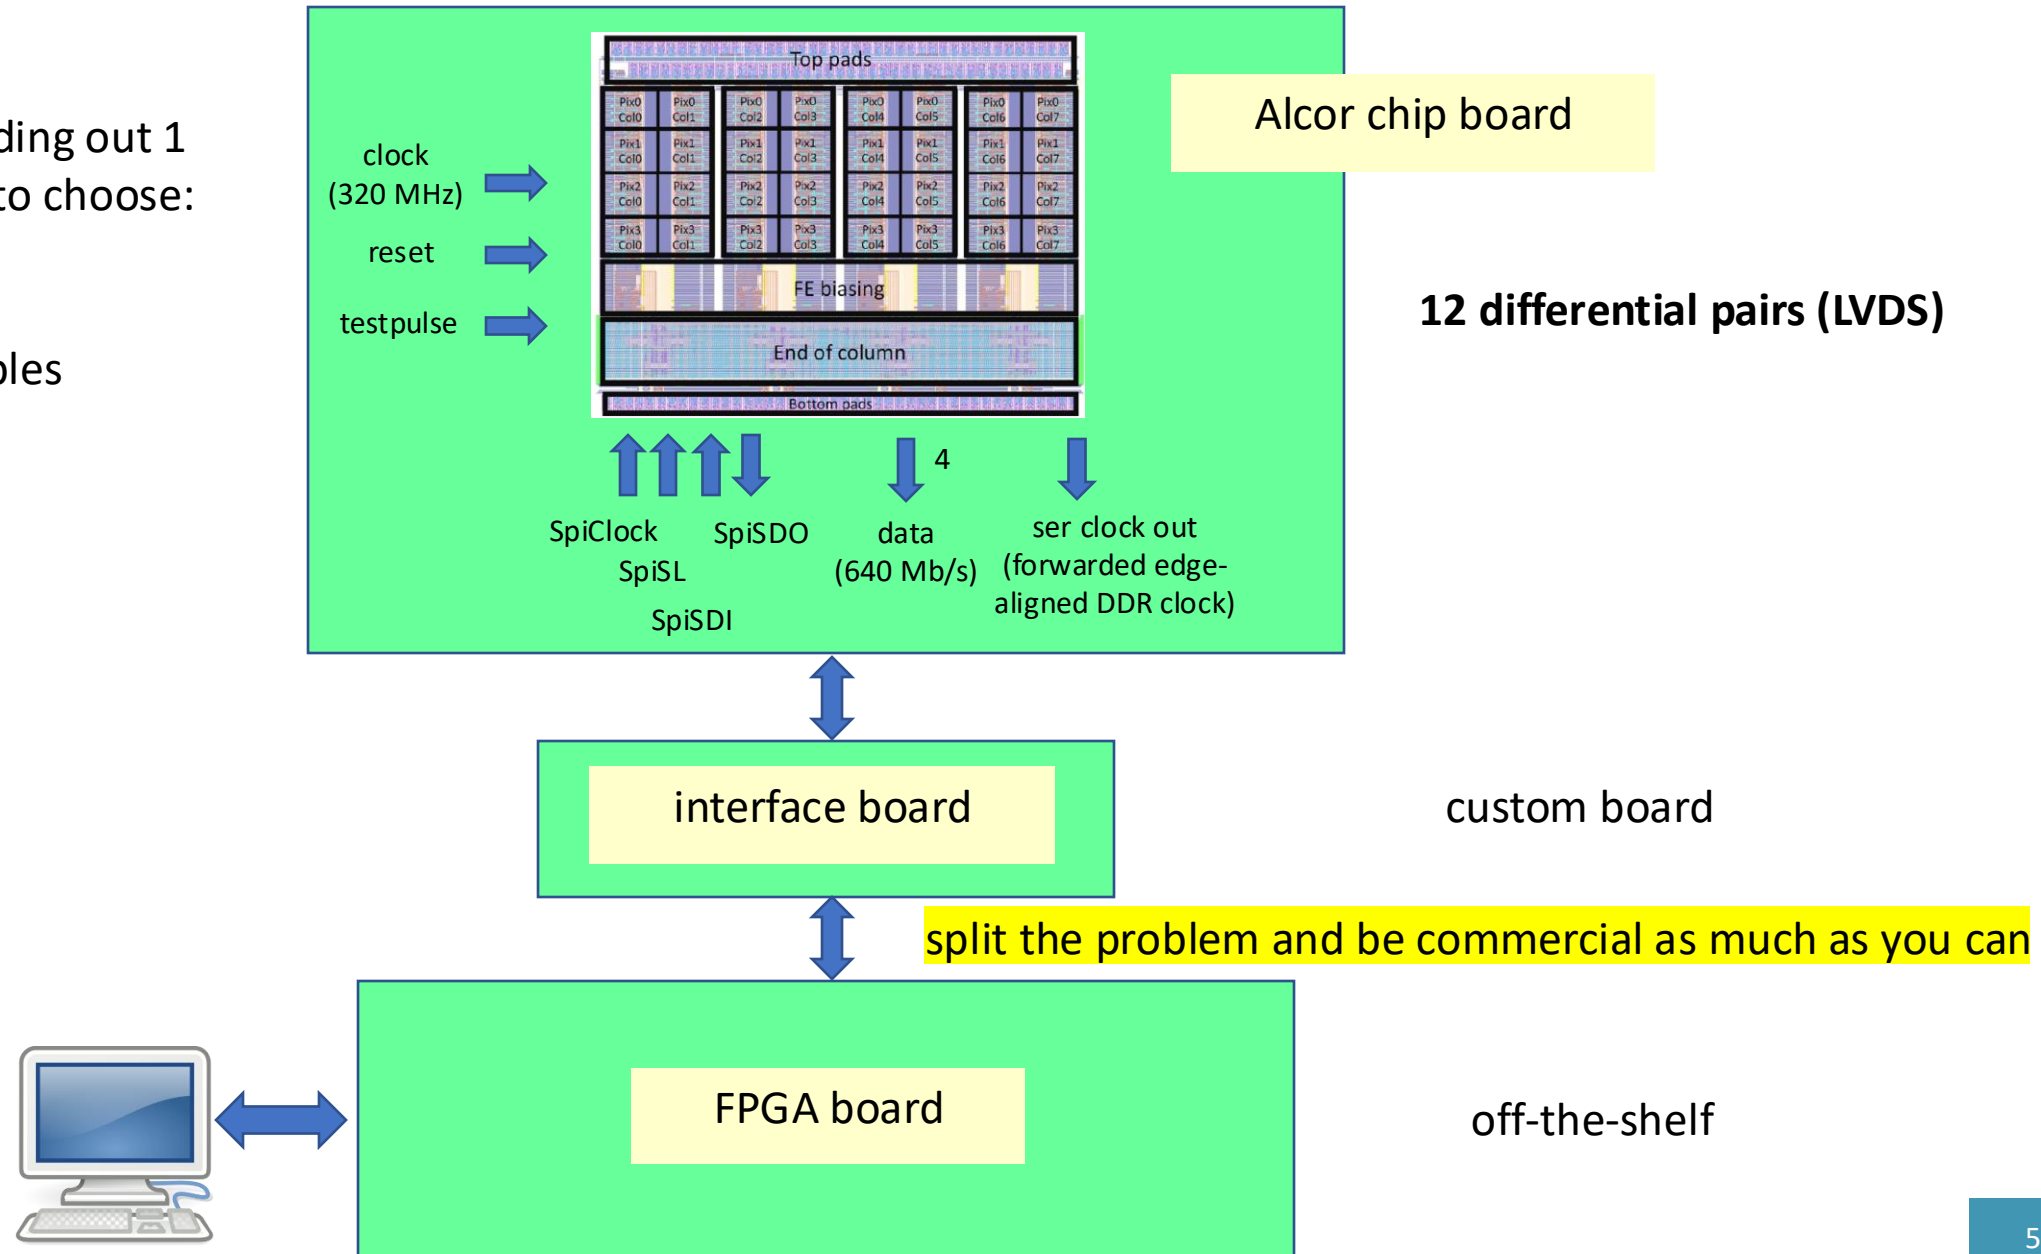 ding out 1
to choose:
bles
Alcor chip board
12 differential pairs (LVDS)
clock
(320 MHz)
reset
testpulse
Top pads
Pix0 Pix0 Pix0 Pix0 Pix0 Pix0 Pix0 Pix0
Col0 Col1 Col2 Col3 Col4 Col5 Col6 Col7
Pix1 Pix1 Pix1 Pix1 Pix1 Pix1 Pix1 Pix1
Col0 Col1 Col2 Col3 Col4 Col5 Col6 Col7
Pix2 Pix2 Pix2 Pix2 Pix2 Pix2 Pix2 Pix2
Col0 Col1 Col2 Col3 Col4 Col5 Col6 Col7
Pix3 Pix3 Pix3 Pix3 Pix3 Pix3 Pix3 Pix3
Col0 Col1 Col2 Col3 Col4 Col5 Col6 Col7
FE biasing
End of column
Bottom pads
4
SpiClock
SpiSL
SpiSDI
SpiSDO
data
(640 Mb/s)
ser clock out
(forwarded edge-
aligned DDR clock)
interface board
custom board
split the problem and be commercial as much as you can
FPGA board
off-the-shelf
5